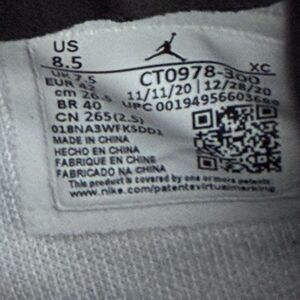 US
8.5
UK 7.5
EUR 42
cm 26.5
BR 40
CN 265(2.5)
XC
CT0978-300
11/11/20 12/28/20
UPC
018NA3WFKSDD1
MADE IN CHINA
HECHO EN CHINA
FABRIQUE EN CHINE
FABRICADO NA CHINA
This product is covered by one or more patents
www.nike.com/patentsvirtualmarking